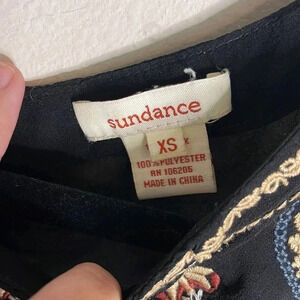 sundance
XS
100% POLYESTER
RN 106205
MADE IN CHINA